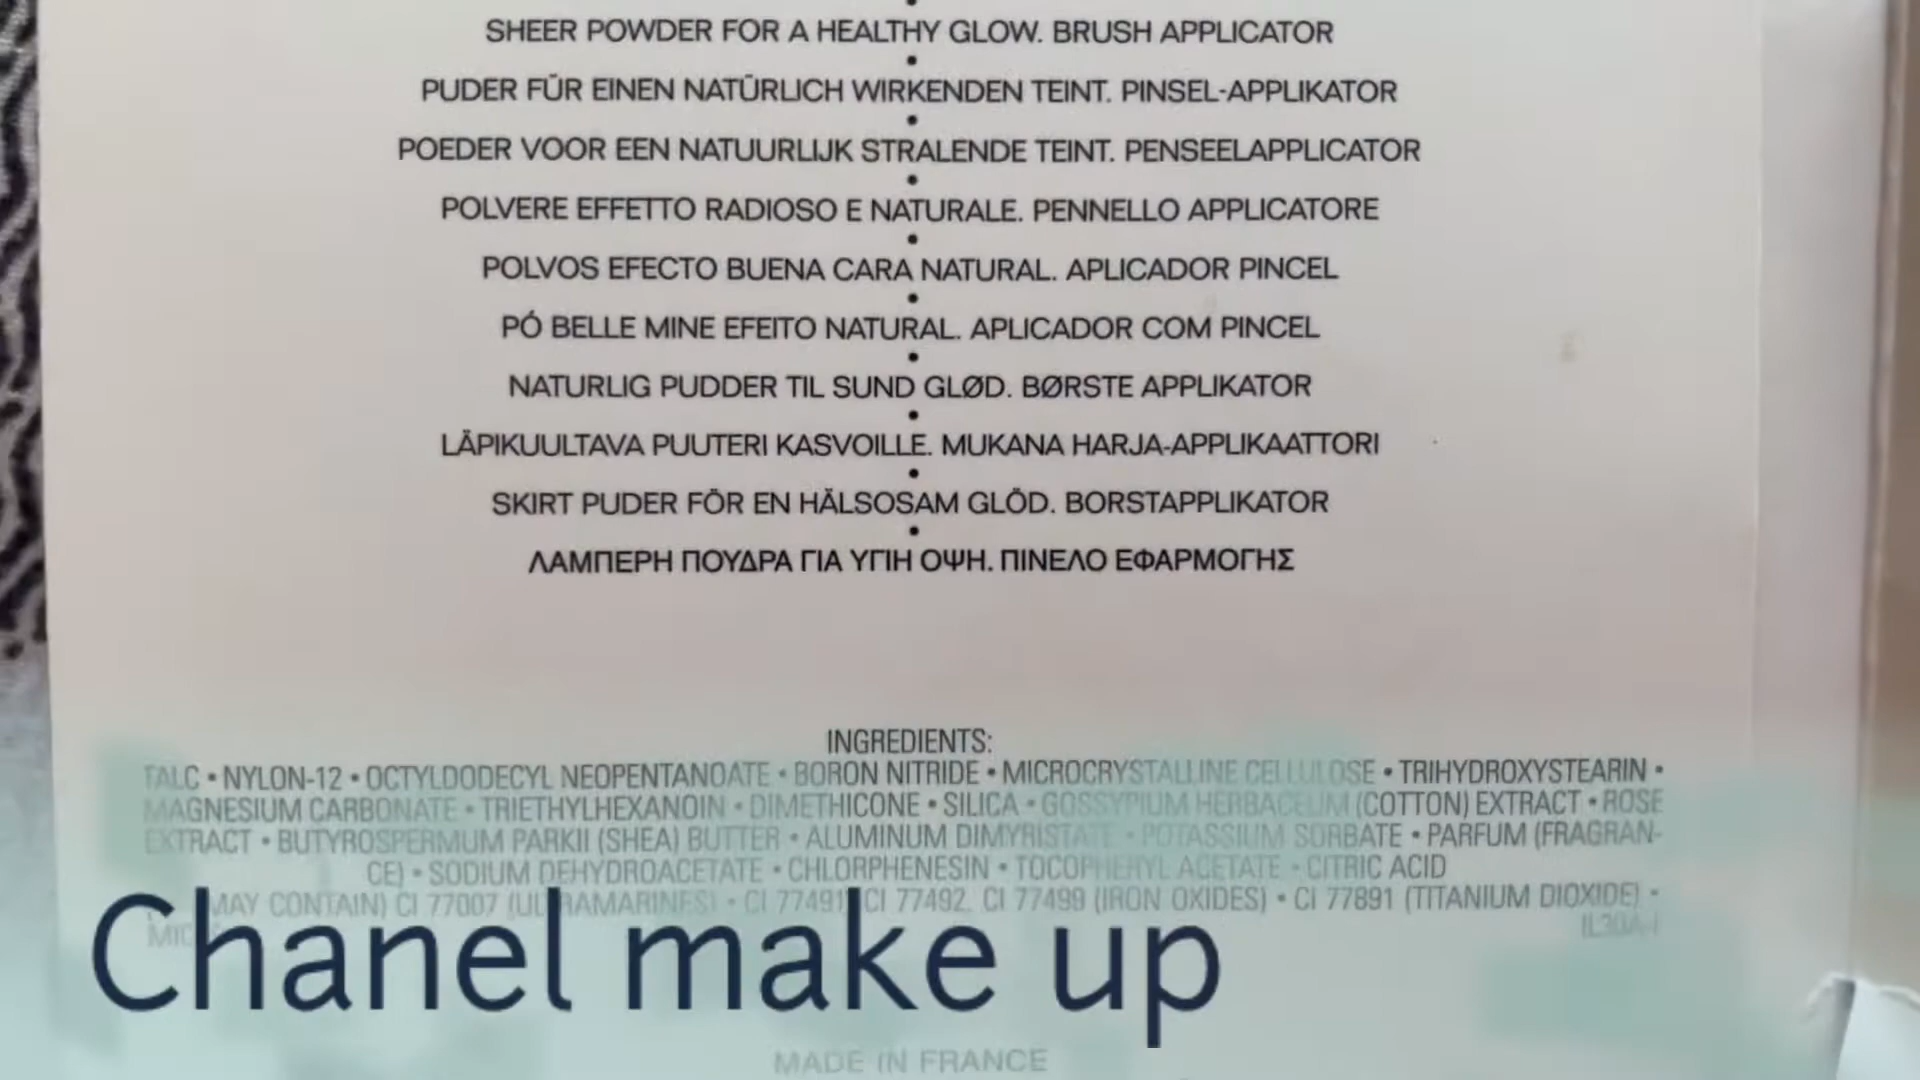 SHEER POWDER FOR A HEALTHY GLOW. BRUSH APPLICATOR
•
PUDER FÜR EINEN NATÜRLICH WIRKENDEN TEINT. PINSEL-APPLIKATOR
•
POEDER VOOR EEN NATUURLIJK STRALENDE TEINT. PENSEELAPPLICATOR
•
POLVERE EFFETTO RADIOSO E NATURALE. PENNELLO APPLICATORE
•
POLVOS EFECTO BUENA CARA NATURAL. APLICADOR PINCEL
•
PÓ BELLE MINE EFEITO NATURAL. APLICADOR COM PINCEL
•
NATURLIG PUDDER TIL SUND GLØD. BØRSTE APPLIKATOR
•
LÄPIKUULTAVA PUUTERI KASVOILLE. MUKANA HARJA-APPLIKAATTORI
•
SKIRT PUDER FÖR EN HÄLSOSAM GLÖD. BORSTAPPLIKATOR
•
ΛΑΜΠΕΡΗ ΠΟΥΔΡΑ ΓΙΑ ΥΓΙΗ ΟΨΗ. ΠΙΝΕΛΟ ΕΦΑΡΜΟΓΗΣ
INGREDIENTS:
TALC • NYLON-12 • OCTYLDODECYL NEOPENTANOATE • BORON NITRIDE • MICROCRYSTALLINE CELLULOSE • TRIHYDROXYSTEARIN •
MAGNESIUM CARBONATE • TRIETHYLHEXANOIN • DIMETHICONE • SILICA • GOSSYPIUM HERBACEUM (COTTON) EXTRACT • ROSE
EXTRACT • BUTYROSPERMUM PARKII (SHEA) BUTTER • ALUMINUM DIMYRISTATE • POTASSIUM SORBATE • PARFUM (FRAGRAN-
CE) • SODIUM DEHYDROACETATE • CHLORPHENESIN • TOCOPHERYL ACETATE • CITRIC ACID
MAY CONTAIN) CI 77007 (ULTRAMARINES) • CI 77491, CI 77492, CI 77499 (IRON OXIDES) • CI 77891 (TITANIUM DIOXIDE) •
Chanel make up
MADE IN FRANCE